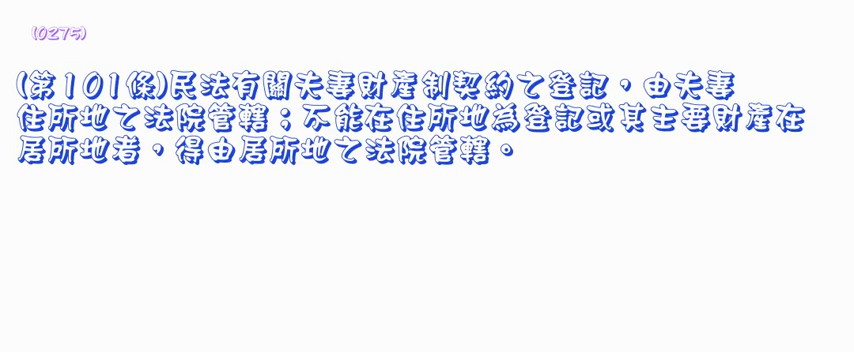 (0275)
(第101條)民法有關夫妻財產制契約之登記，由夫妻
住所地之法院管轄；不能在住所地為登記或其主要財產在
居所地者，得由居所地之法院管轄。